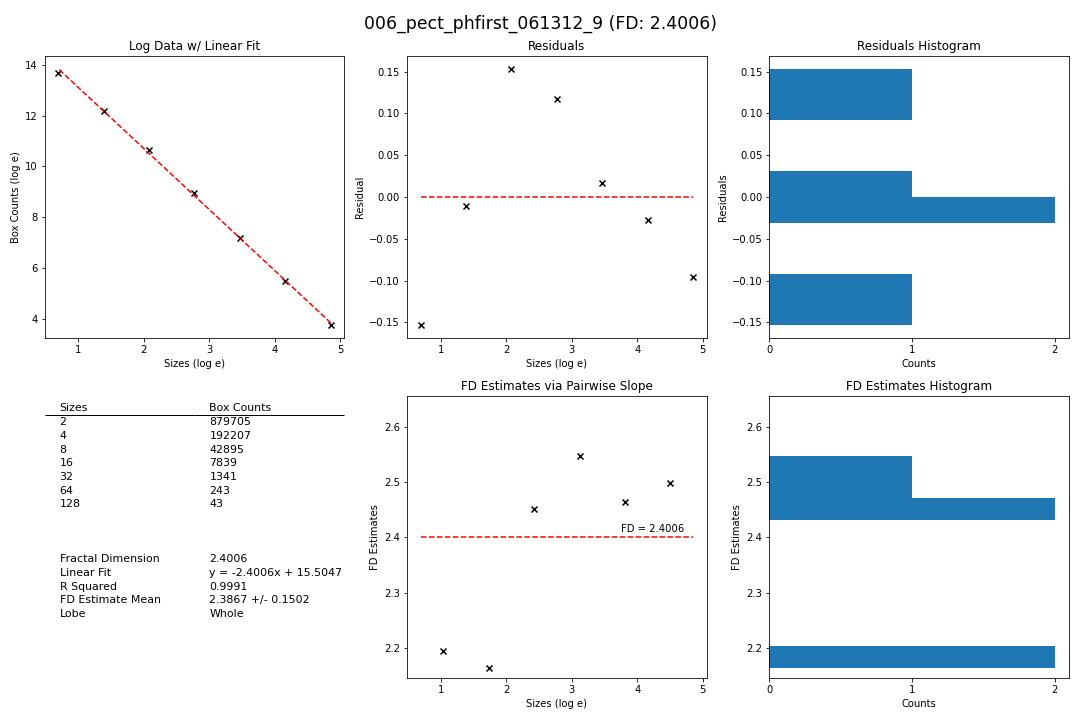 006_pect_phfirst_061312_9 (FD: 2.4006)
Log Data w/ Linear Fit
14
12
10
8
6
4
Box Counts (log e)
1 2 3 4 5
Sizes (log e)
Residuals
0.15
0.10
0.05
0.00
−0.05
−0.10
−0.15
Residual
1 2 3 4 5
Sizes (log e)
Residuals Histogram
0.15
0.10
0.05
0.00
−0.05
−0.10
−0.15
Residuals
0 1 2
Counts
Sizes Box Counts
2 879705
4 192207
8 42895
16 7839
32 1341
64 243
128 43
Fractal Dimension 2.4006
Linear Fit y = -2.4006x + 15.5047
R Squared 0.9991
FD Estimate Mean 2.3867 +/- 0.1502
Lobe Whole
FD Estimates via Pairwise Slope
2.6
2.5
2.4
2.3
2.2
FD Estimates
FD = 2.4006
1 2 3 4 5
Sizes (log e)
FD Estimates Histogram
2.6
2.5
2.4
2.3
2.2
FD Estimates
0 1 2
Counts